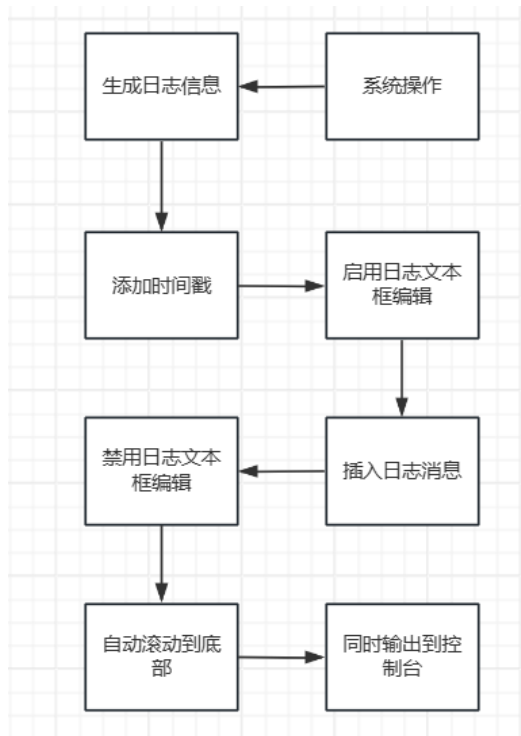 生成日志信息
系统操作
添加时间戳
启用日志文本
框编辑
禁用日志文本
框编辑
插入日志消息
自动滚动到底
部
同时输出到控
制台